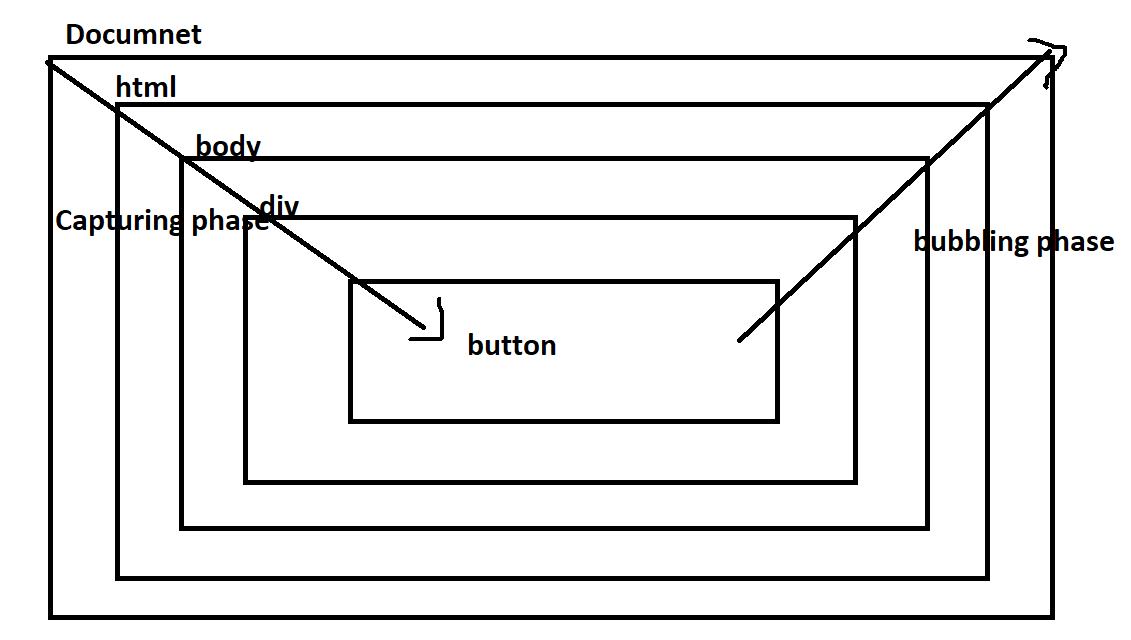 Documnet
html
body
div
Capturing phase
bubbling phase
button